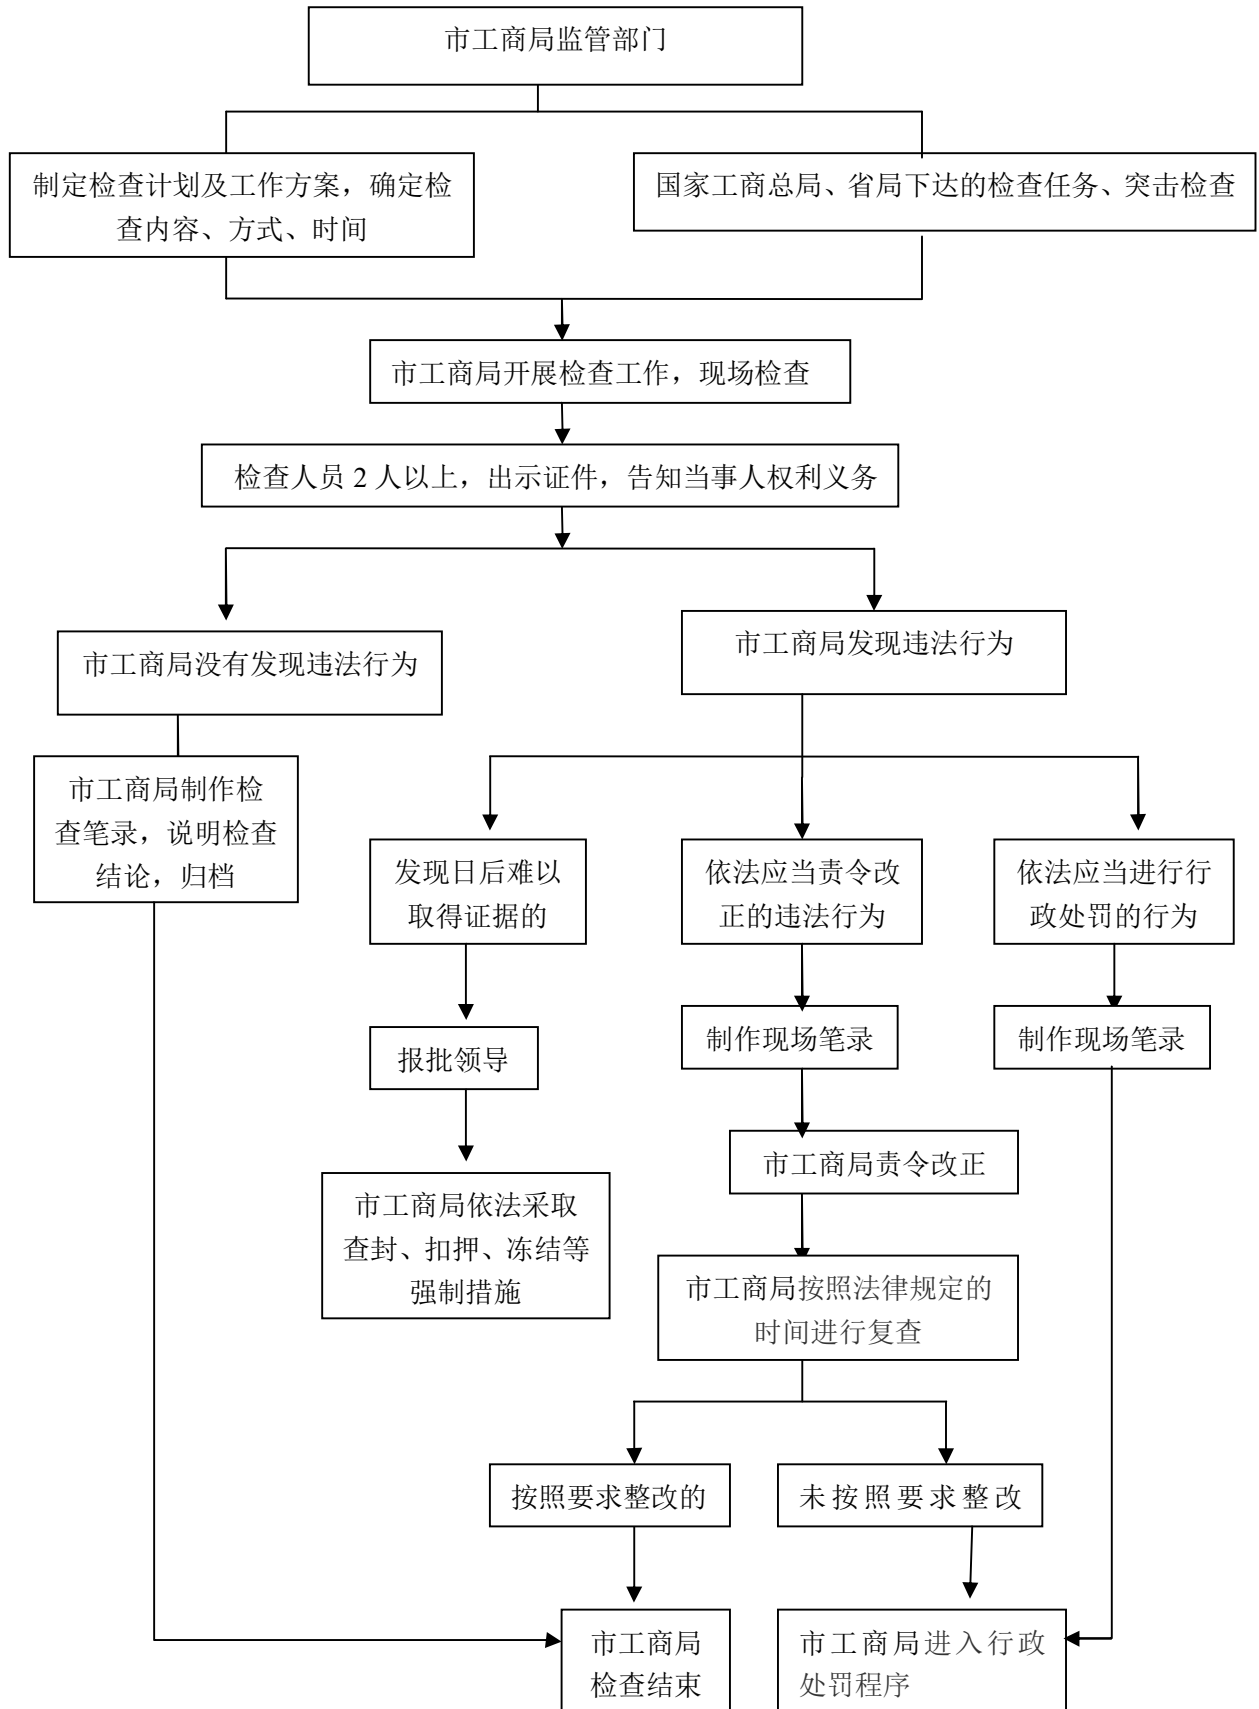 市工商局监管部门
制定检查计划及工作方案，确定检
查内容、方式、时间
国家工商总局、省局下达的检查任务、突击检查
市工商局开展检查工作，现场检查
检查人员 2 人以上，出示证件，告知当事人权利义务
市工商局没有发现违法行为
市工商局发现违法行为
市工商局制作检
查笔录，说明检查
结论，归档
发现日后难以
取得证据的
依法应当责令改
正的违法行为
依法应当进行行
政处罚的行为
报批领导
制作现场笔录
制作现场笔录
市工商局责令改正
市工商局依法采取
查封、扣押、冻结等
强制措施
市工商局按照法律规定的
时间进行复查
按照要求整改的
未按照要求整改
市工商局
检查结束
市工商局进入行政
处罚程序